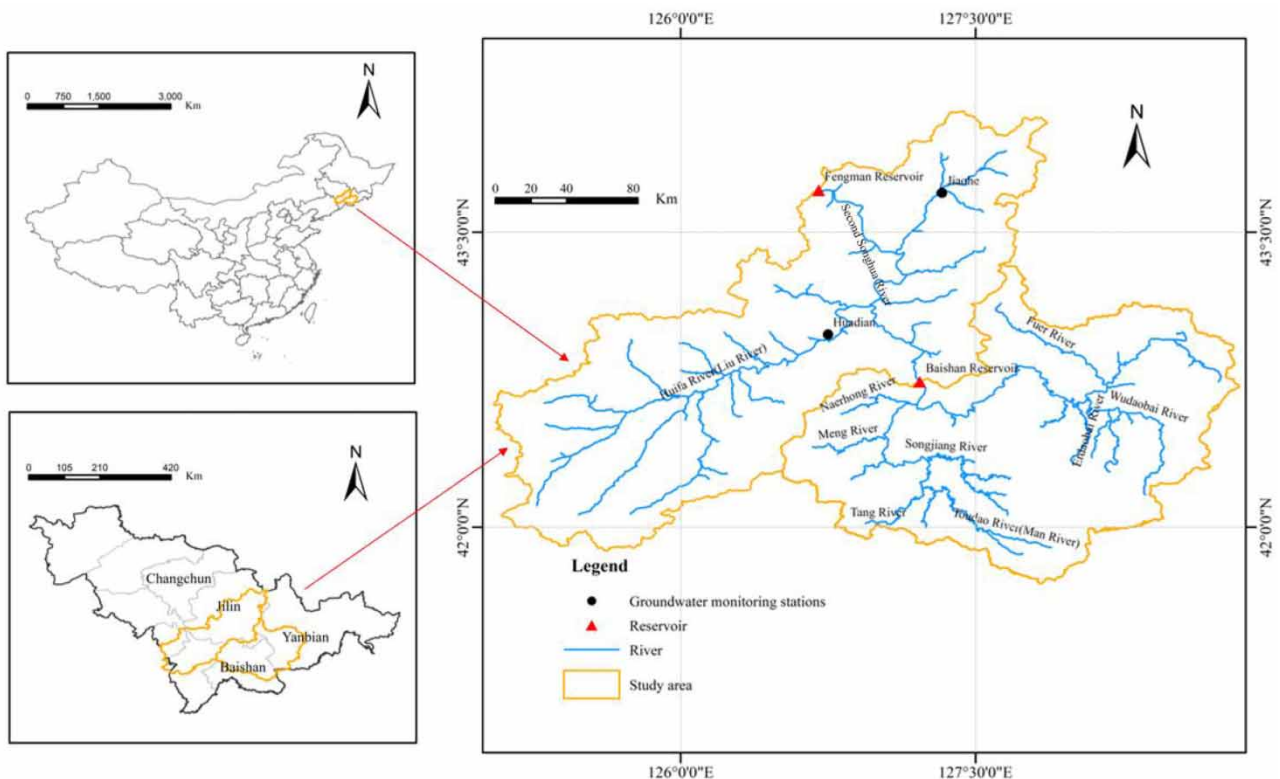 N
0 750 1,500 3,000
Km
N
0 105 210 420
Km
Changchun
Jilin
Yanbian
Baishan
126°0'0"E 127°30'0"E
N
0 20 40 80
Km
Fengman Reservoir
Jiaohe
43°30'0"N 43°30'0"N
Second Songhua River
Huadian
Fuer River
Huifa River(Liu River)
Baishan Reservoir
Naerhong River
Wudaobai River
Erdaobai River
Meng River
Songjiang River
Tang River
Toudao River(Man River)
42°0'0"N 42°0'0"N
Legend
Groundwater monitoring stations
Reservoir
River
Study area
126°0'0"E 127°30'0"E